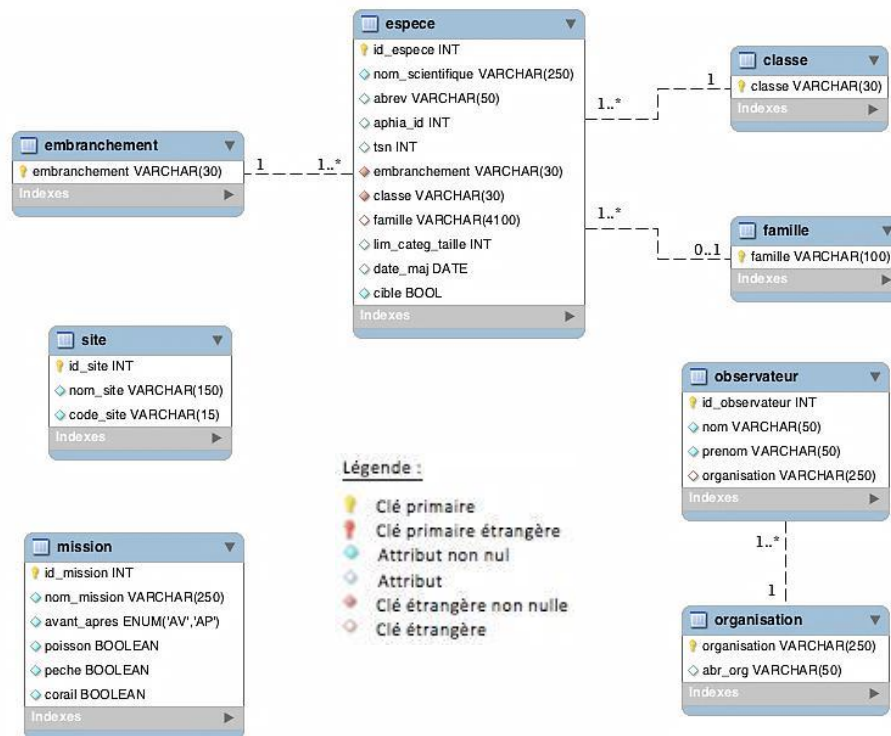 espece
id_espece INT
nom_scientifique VARCHAR(250)
abrev VARCHAR(50)
aphia_id INT
tsn INT
embranchement VARCHAR(30)
classe VARCHAR(30)
famille VARCHAR(4100)
lim_categ_taille INT
date_maj DATE
cible BOOL
Indexes
classe
classe VARCHAR(30)
Indexes
1..*
1
embranchement
embranchement VARCHAR(30)
Indexes
1
1..*
1..*
0..1
famille
famille VARCHAR(100)
Indexes
site
id_site INT
nom_site VARCHAR(150)
code_site VARCHAR(15)
Indexes
observateur
id_observateur INT
nom VARCHAR(50)
prenom VARCHAR(50)
organisation VARCHAR(250)
Indexes
1..*
1
organisation
organisation VARCHAR(250)
abr_org VARCHAR(50)
Indexes
Légende :
Clé primaire
Clé primaire étrangère
Attribut non nul
Attribut
Clé étrangère non nulle
Clé étrangère
mission
id_mission INT
nom_mission VARCHAR(250)
avant_apres ENUM('AV','AP')
poisson BOOLEAN
peche BOOLEAN
corail BOOLEAN
Indexes